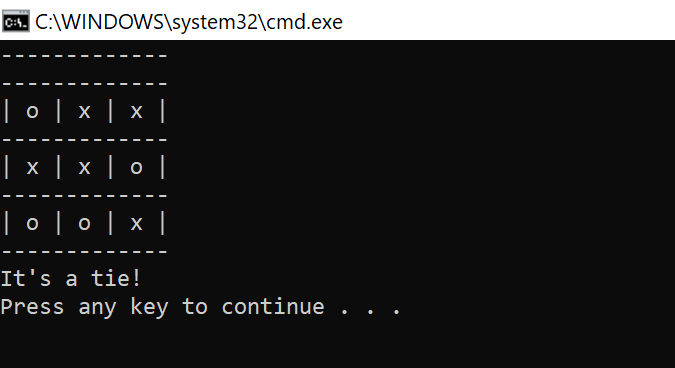 C:\WINDOWS\system32\cmd.exe
-------------
-------------
| o | x | x |
-------------
| x | x | o |
-------------
| o | o | x |
-------------
It's a tie!
Press any key to continue . . .